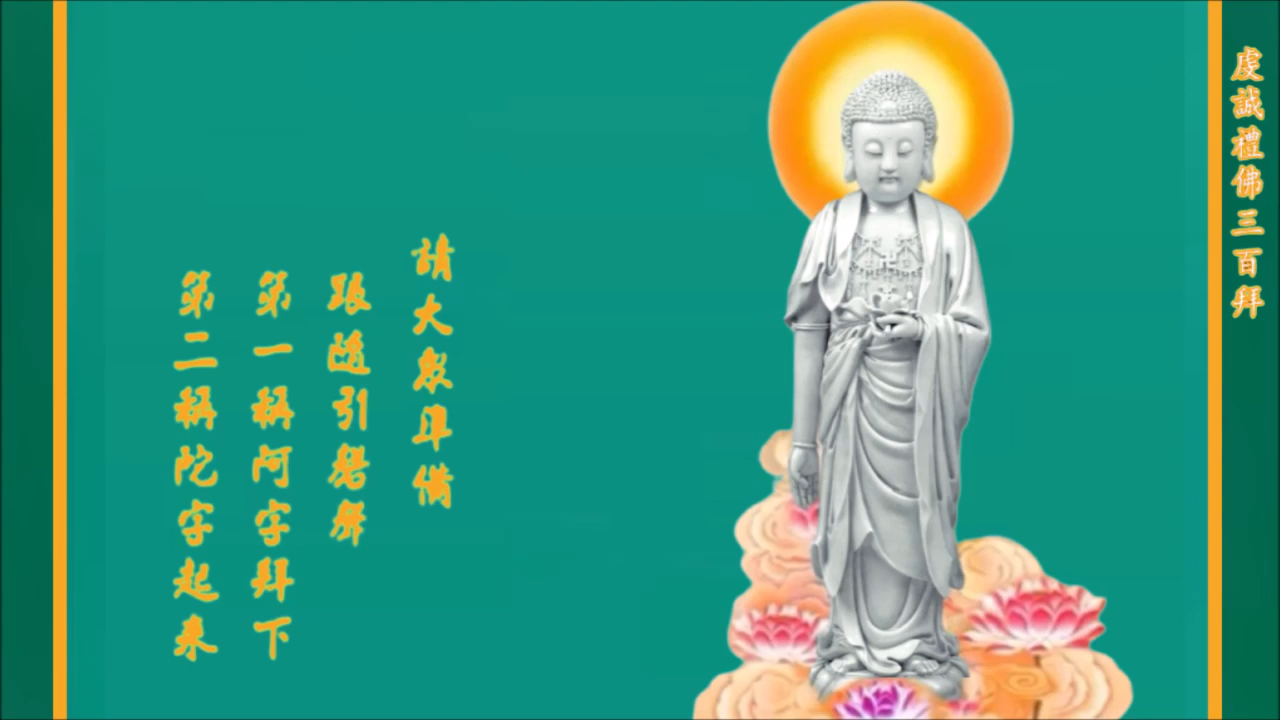 虔誠禮佛三百拜
請大眾準備
跟隨引磬聲
第一稱阿字拜下
第二稱陀字起來